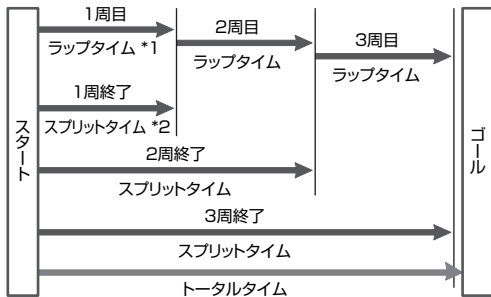 1周目
ラップタイム *1
2周目
ラップタイム
3周目
ラップタイム
1周終了
スプリットタイム *2
2周終了
スプリットタイム
3周終了
スプリットタイム
トータルタイム
スタート
ゴール